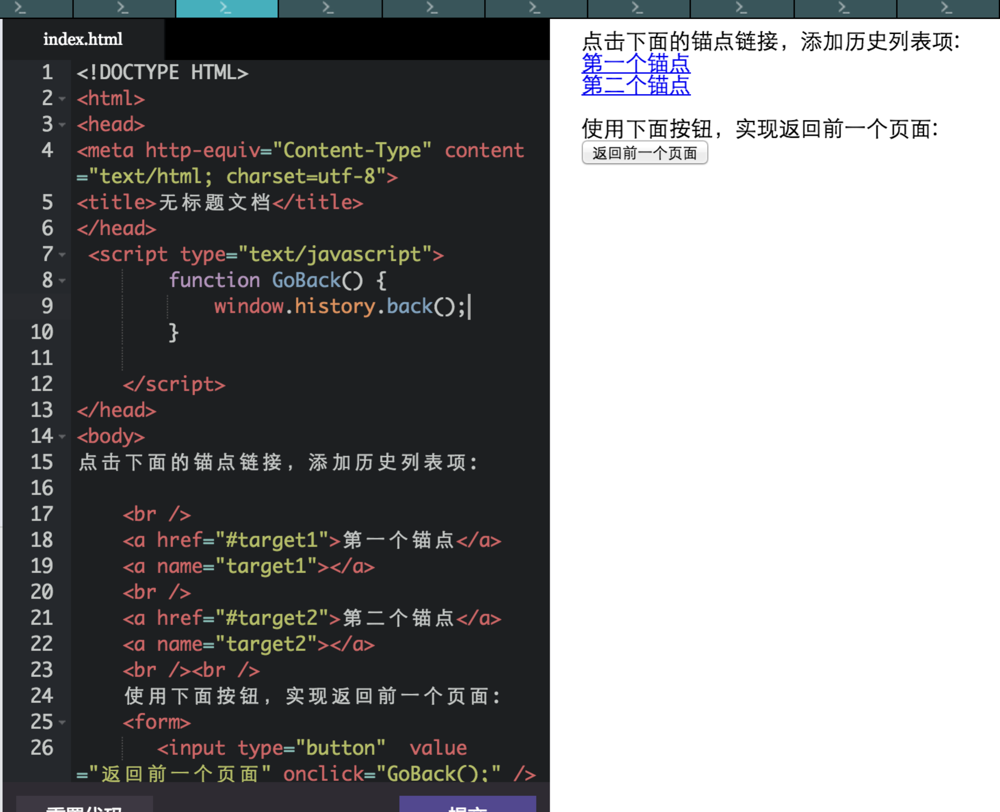 index.html
1 <!DOCTYPE HTML>
2 <html>
3 <head>
4 <meta http-equiv="Content-Type" content
="text/html; charset=utf-8">
5 <title>无标题文档</title>
6 </head>
7 <script type="text/javascript">
8 function GoBack() {
9 window.history.back();
10 }
11
12 </script>
13 </head>
14 <body>
15 点击下面的锚点链接，添加历史列表项：
16
17 <br />
18 <a href="#target1">第一个锚点</a>
19 <a name="target1"></a>
20 <br />
21 <a href="#target2">第二个锚点</a>
22 <a name="target2"></a>
23 <br /><br />
24 使用下面按钮，实现返回前一个页面：
25 <form>
26 <input type="button"  value
="返回前一个页面" onclick="GoBack();" />
重置代码
提交
点击下面的锚点链接，添加历史列表项：
第一个锚点
第二个锚点
使用下面按钮，实现返回前一个页面：
返回前一个页面